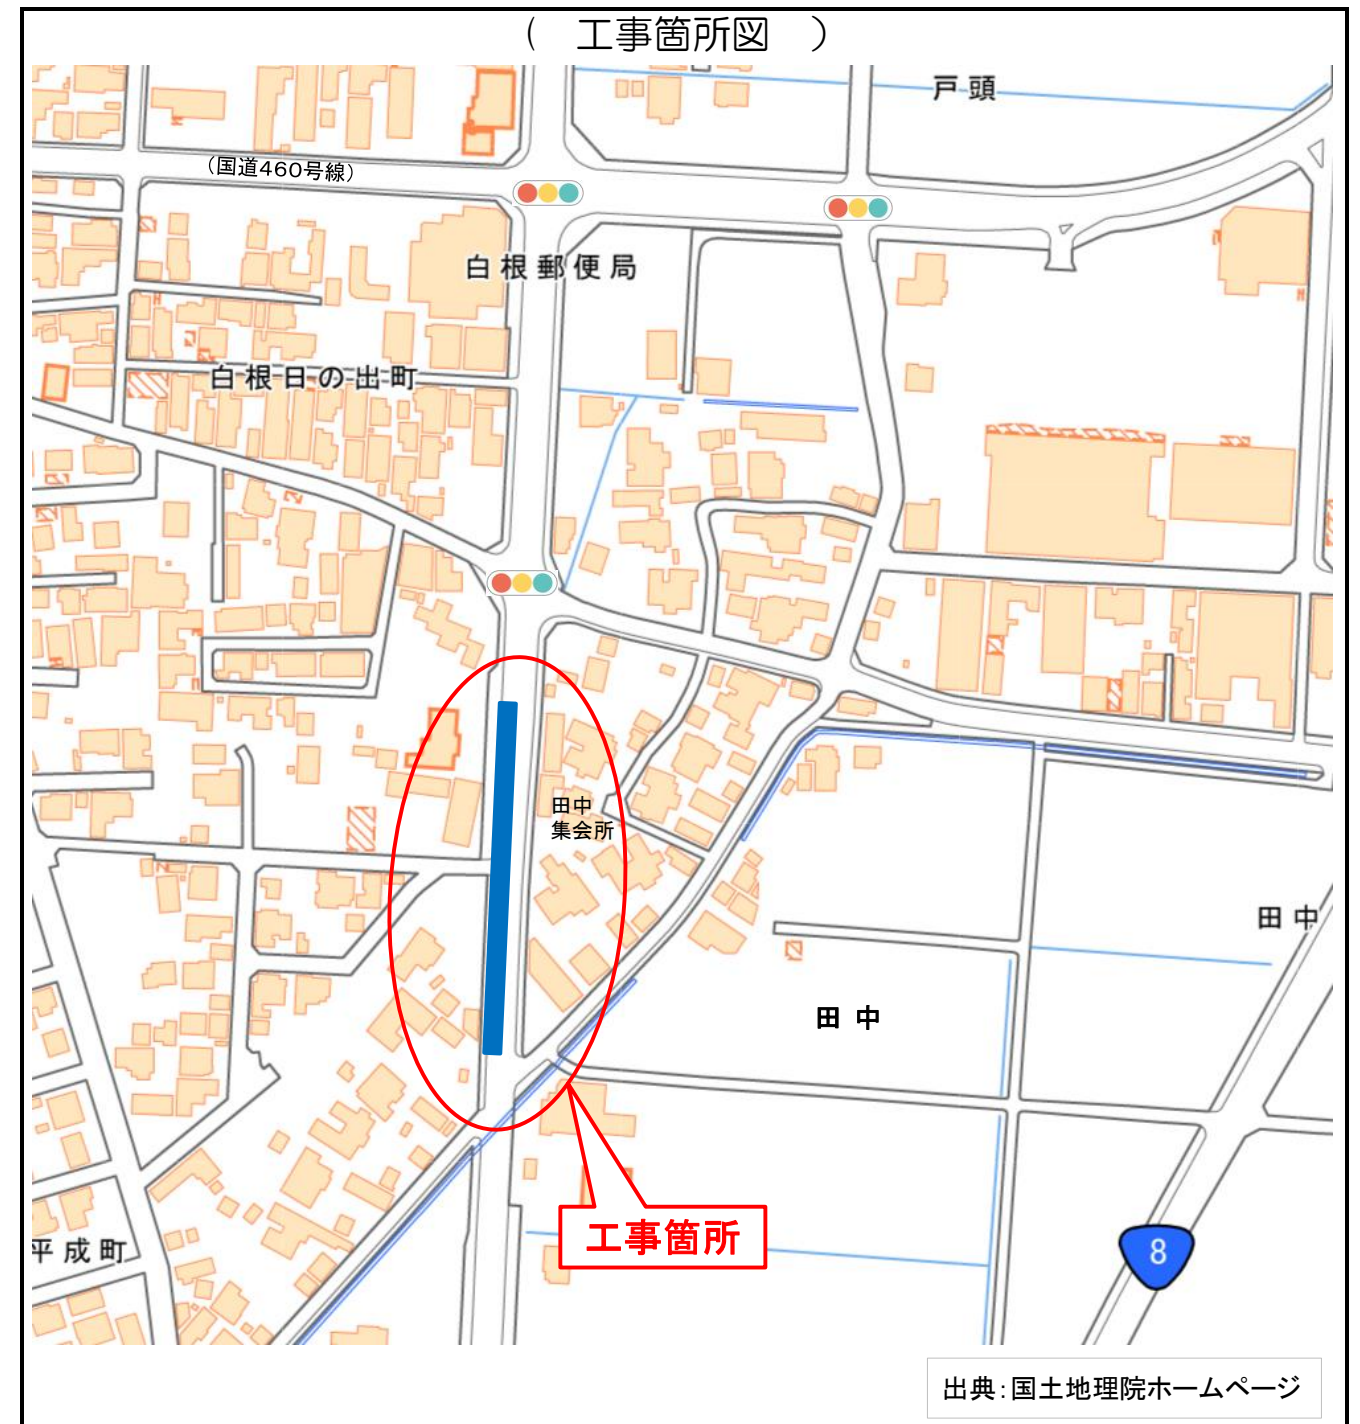 （　工事箇所図　）
戸頭
（国道460号線）
白根郵便局
白根日の出町
田中
集会所
田中
田中
工事箇所
平成町
8
出典：国土地理院ホームページ